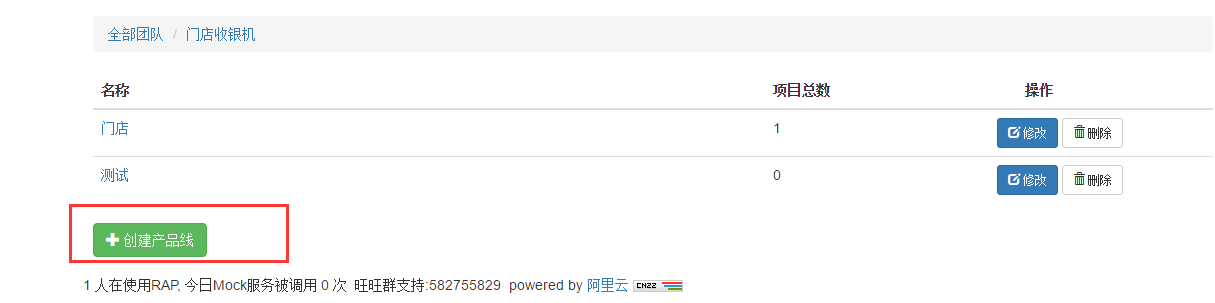 全部团队 / 门店收银机
名称 项目总数 操作
门店 1 修改 删除
测试 0 修改 删除
创建产品线
1 人在使用RAP, 今日Mock服务被调用 0 次 旺旺群支持:582755829 powered by 阿里云 CNZZ